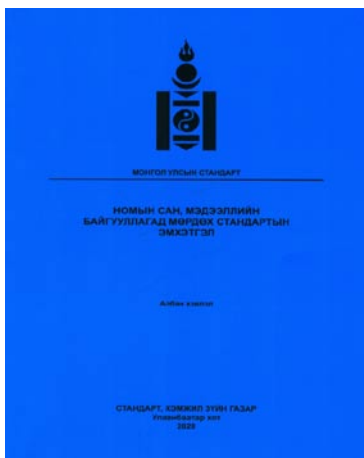 МОНГОЛ УЛСЫН СТАНДАРТ
НОМЫН САН, МЭДЭЭЛЛИЙН
БАЙГУУЛЛАГАД МӨРДӨХ СТАНДАРТЫН
ЭМХЭТГЭЛ
Албан хэвлэл
СТАНДАРТ, ХЭМЖИЛ ЗҮЙН ГАЗАР
Улаанбаатар хот
2020